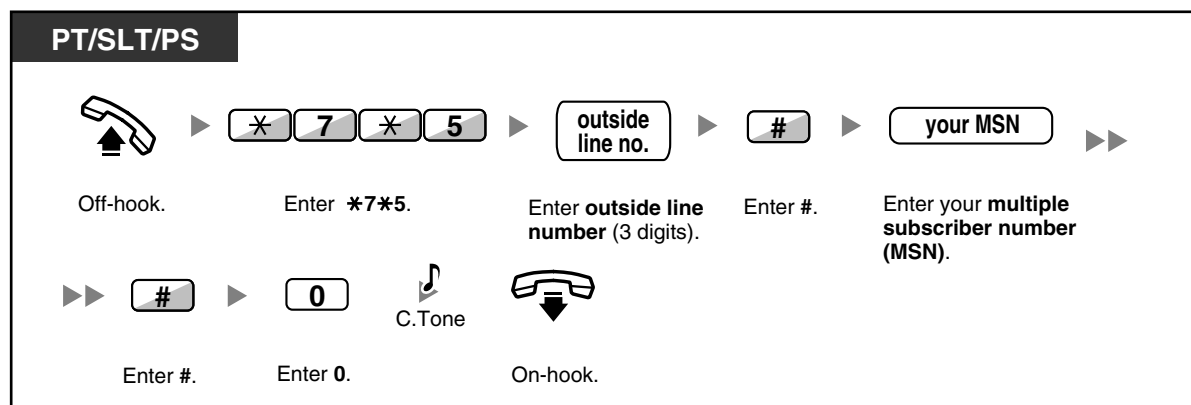 PT/SLT/PS
✳ 7 ✳ 5
outside
line no.
#
your MSN
Off-hook.
Enter ✳7✳5.
Enter outside line
number (3 digits).
Enter #.
Enter your multiple
subscriber number
(MSN).
#
0
C.Tone
Enter #.
Enter 0.
On-hook.